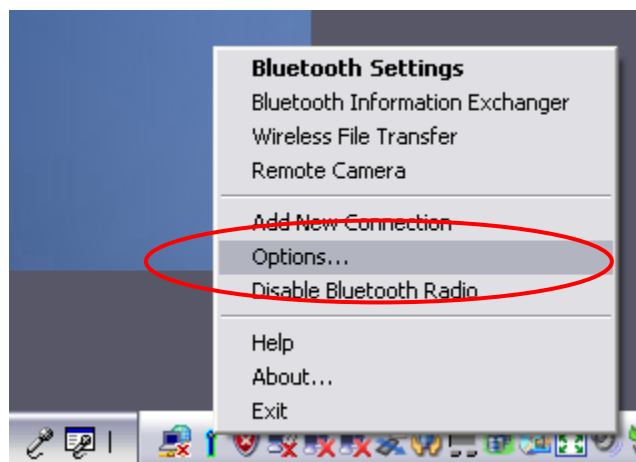 Bluetooth Settings
Bluetooth Information Exchanger
Wireless File Transfer
Remote Camera
Add New Connection
Options...
Disable Bluetooth Radio
Help
About...
Exit